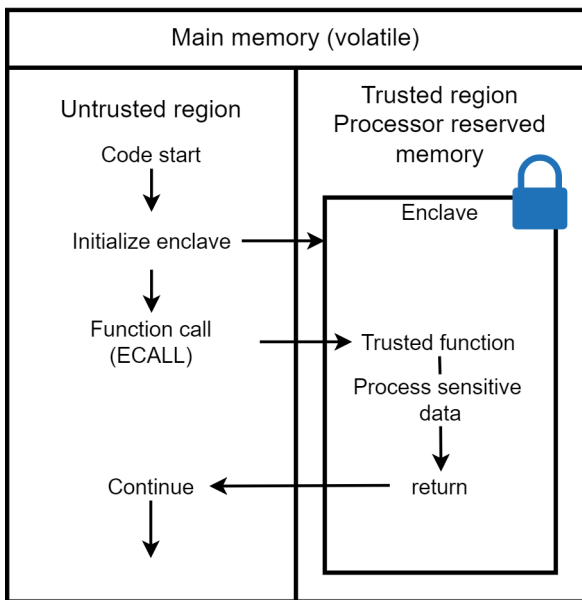 Main memory (volatile)
Untrusted region
Code start
Initialize enclave
Function call
(ECALL)
Continue
Trusted region
Processor reserved
memory
Enclave
Trusted function
Process sensitive
data
return